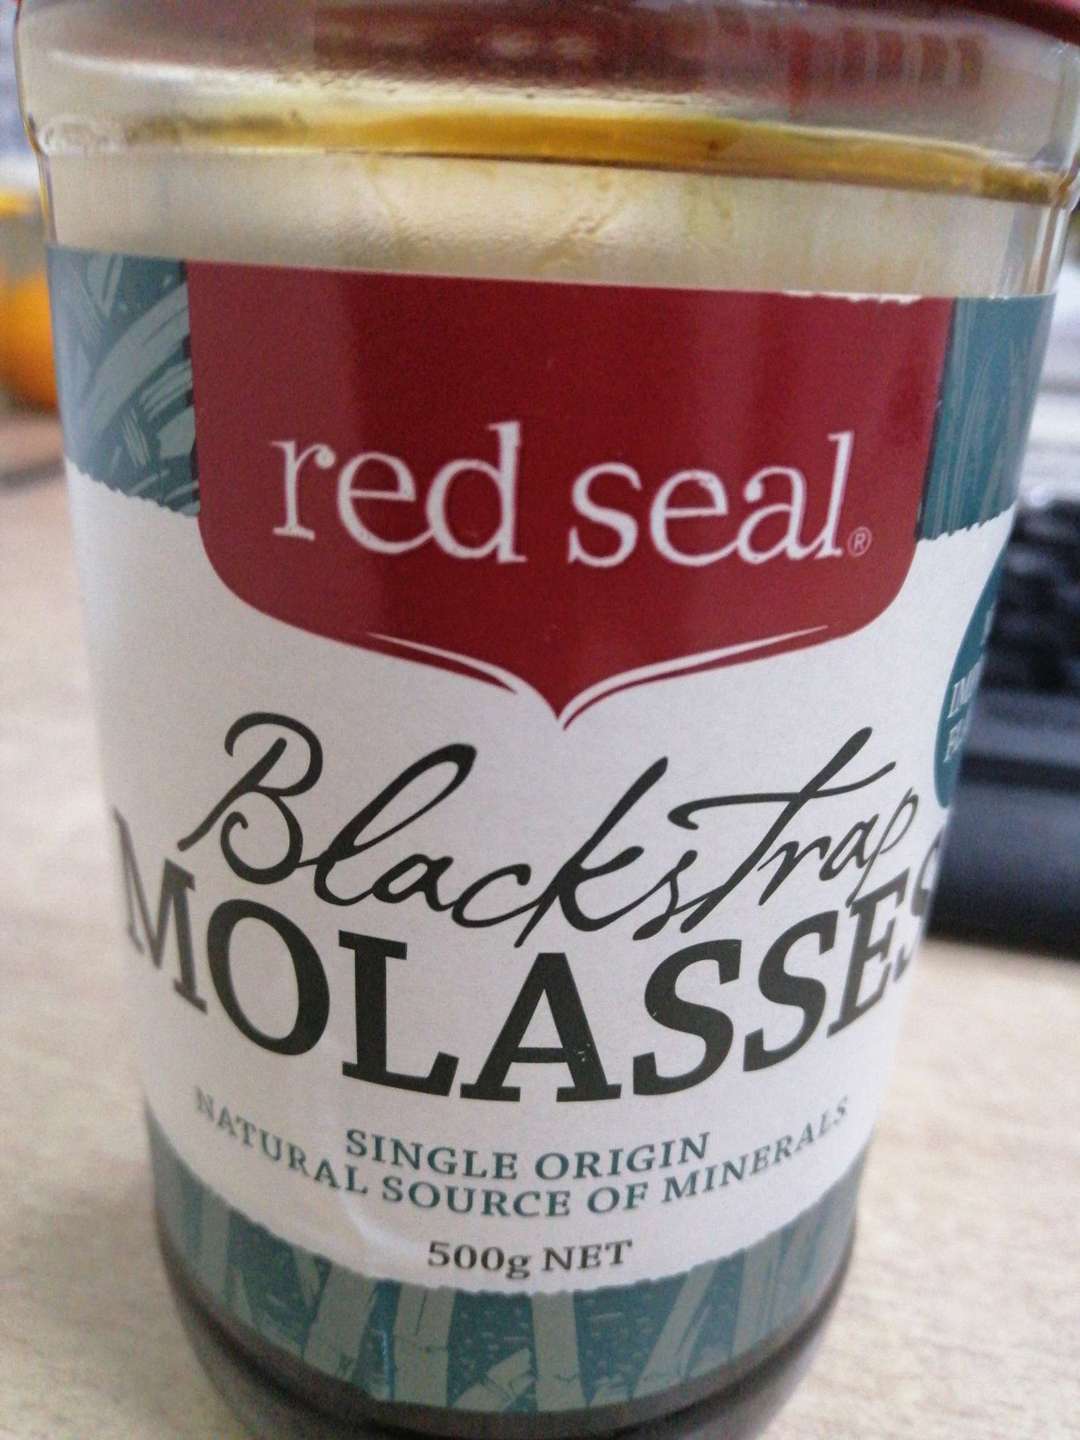 red seal®
Blackstrap
MOLASSES
SINGLE ORIGIN
NATURAL SOURCE OF MINERALS
500g NET